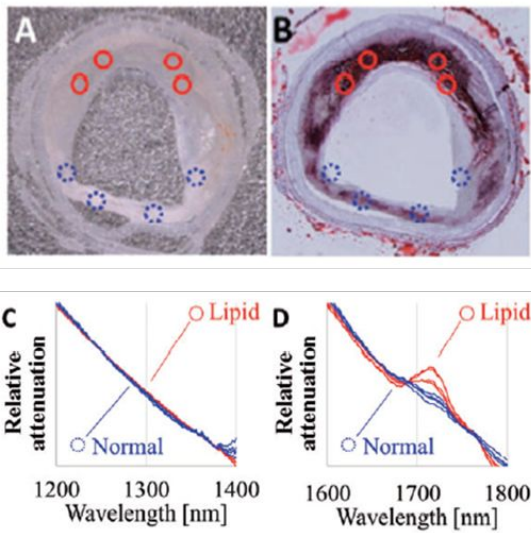 A
B
C
Relative
attenuation
Lipid
Normal
1200
1300
1400
Wavelength [nm]
D
Relative
attenuation
Lipid
Normal
1600
1700
1800
Wavelength [nm]